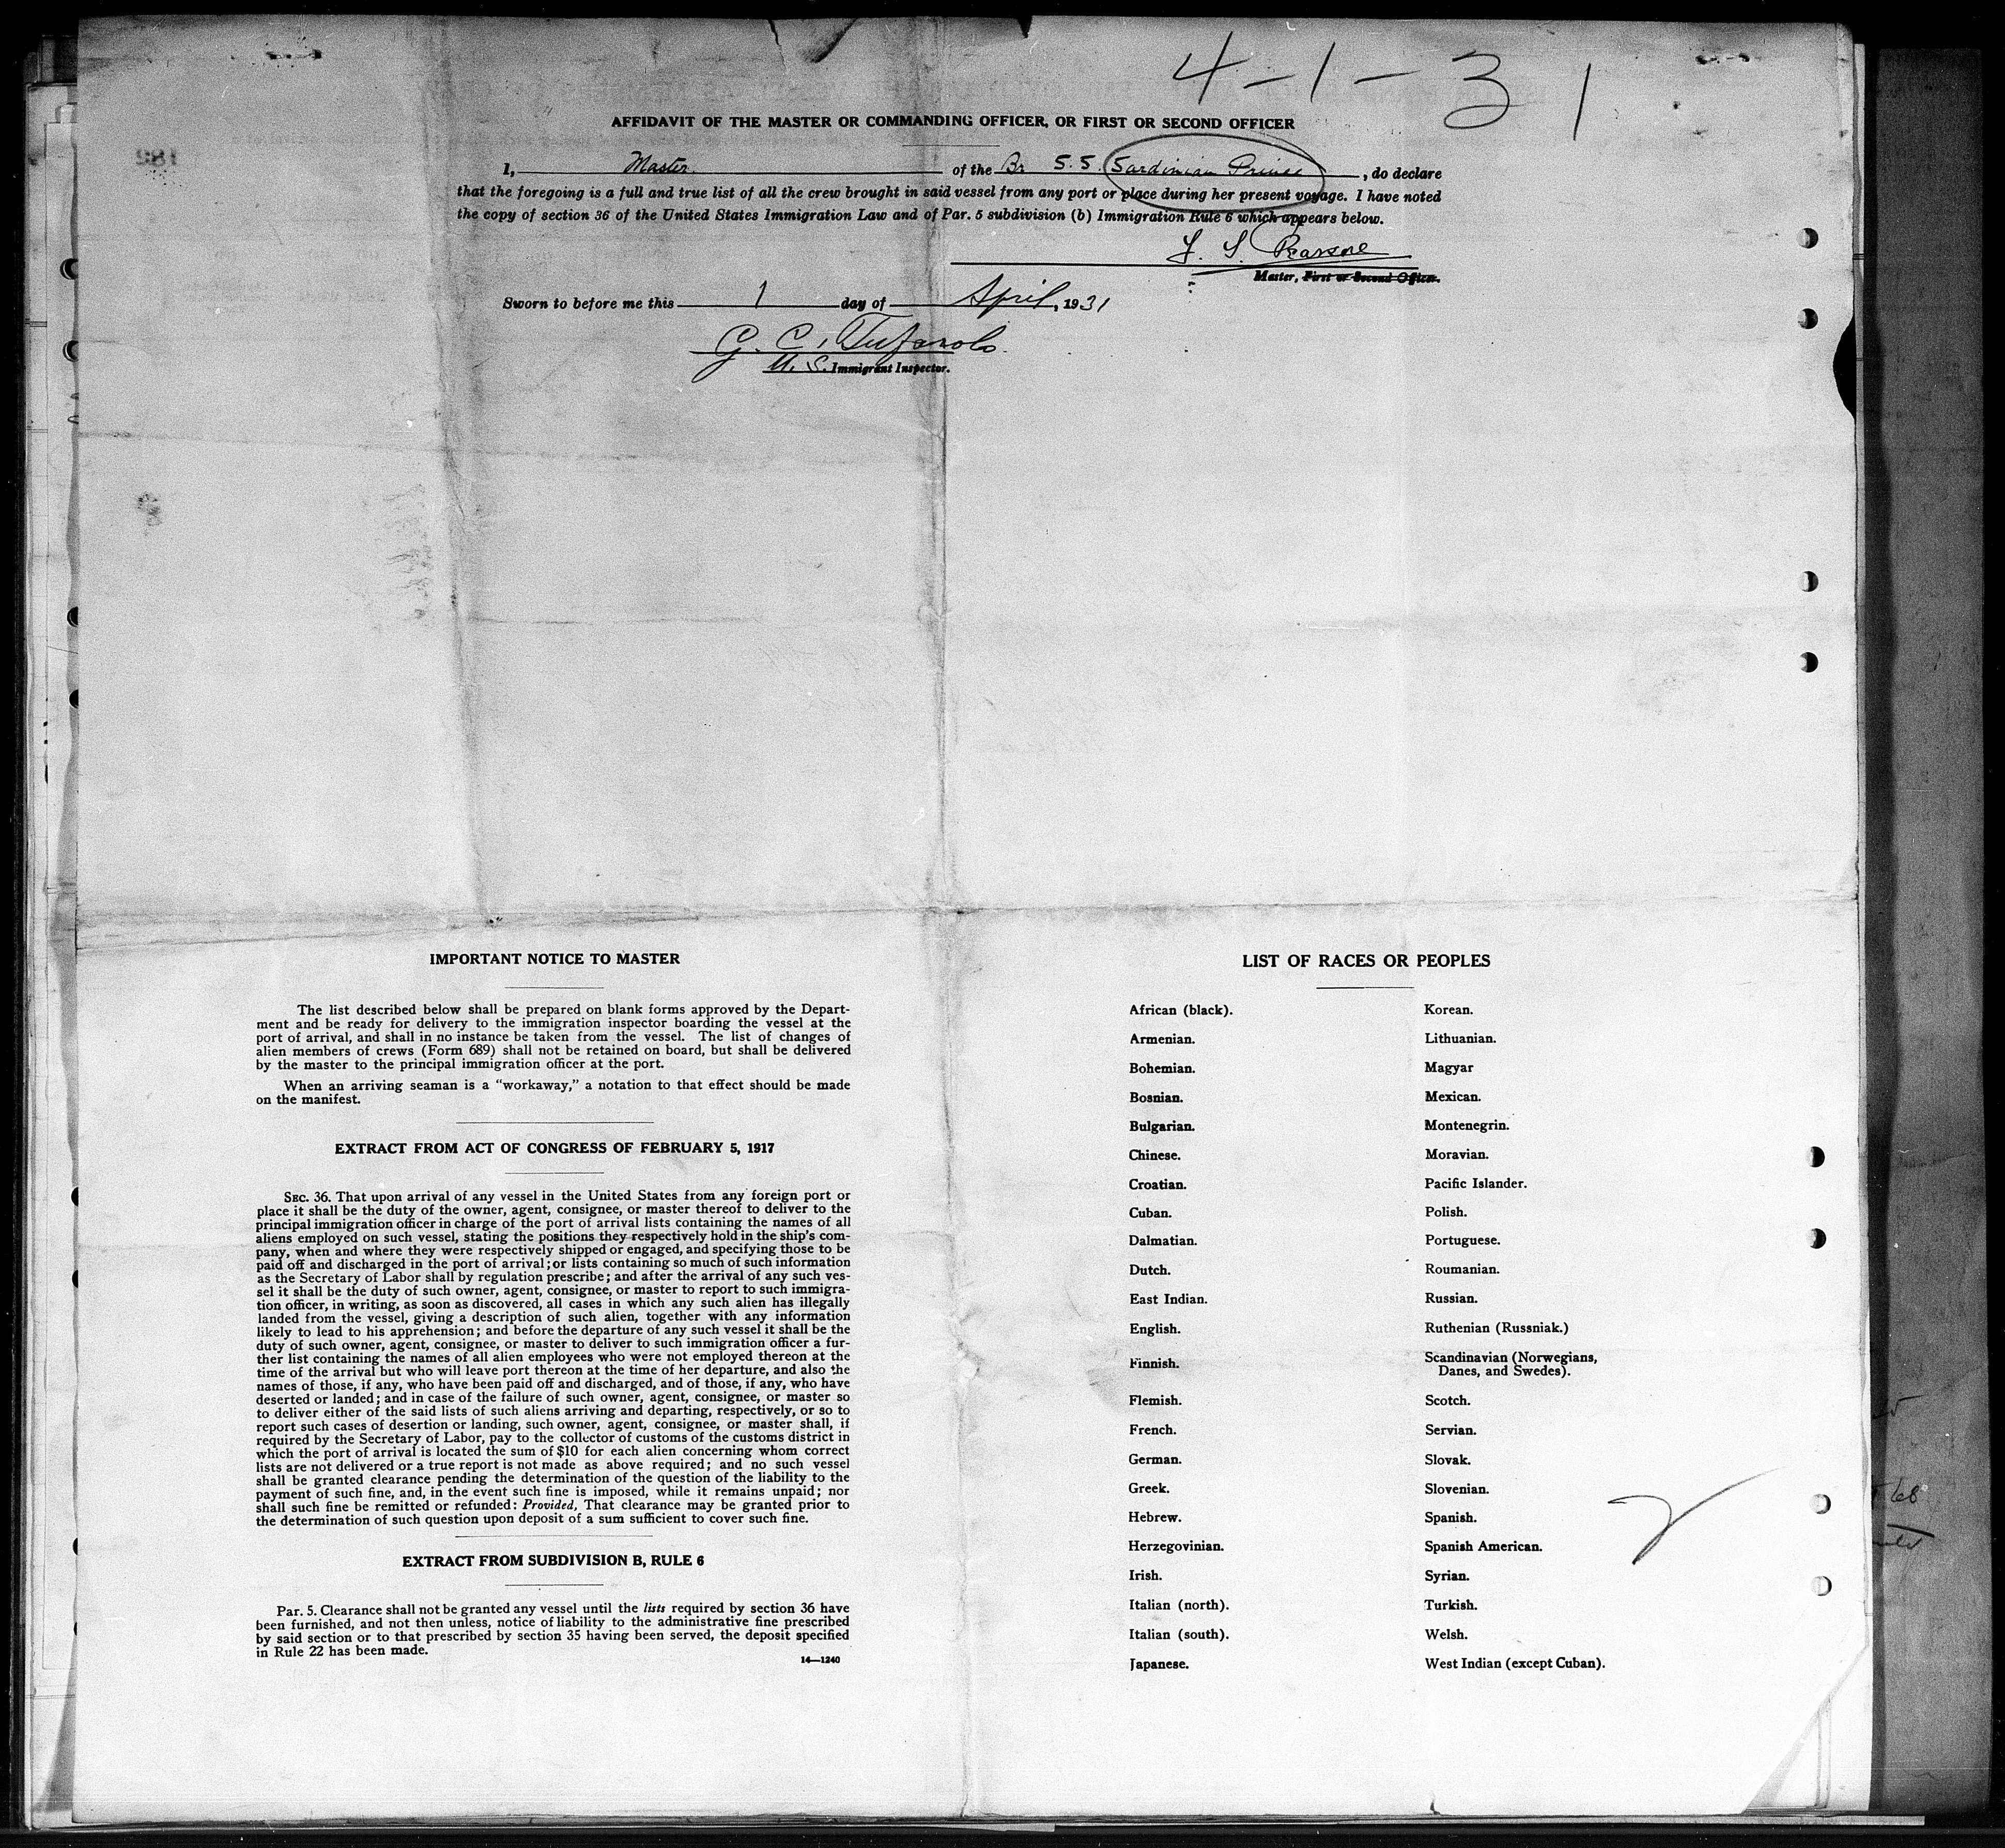 4-1-31
AFFIDAVIT OF THE MASTER OR COMMANDING OFFICER, OR FIRST OR SECOND OFFICER
I, Master of the Br S.S. Sardinian Prince, do declare
that the foregoing is a full and true list of all the crew brought in said vessel from any port or place during her present voyage. I have noted
the copy of section 36 of the United States Immigration Law and of Par. 5 subdivision (b) Immigration Rule 6 which appears below.
Master, First or Second Officer.
Sworn to before me this 1 day of April, 1931
G. C.
U.S. Immigrant Inspector.
IMPORTANT NOTICE TO MASTER
The list described below shall be prepared on blank forms approved by the Depart-
ment and be ready for delivery to the immigration inspector boarding the vessel at the
port of arrival, and shall in no instance be taken from the vessel. The list of changes of
alien members of crews (Form 689) shall not be retained on board, but shall be delivered
by the master to the principal immigration officer at the port.
When an arriving seaman is a "workaway," a notation to that effect should be made
on the manifest.
EXTRACT FROM ACT OF CONGRESS OF FEBRUARY 5, 1917
SEC. 36. That upon arrival of any vessel in the United States from any foreign port or
place it shall be the duty of the owner, agent, consignee, or master thereof to deliver to the
principal immigration officer in charge of the port of arrival lists containing the names of all
aliens employed on such vessel, stating the positions they respectively hold in the ship's com-
pany, when and where they were respectively shipped or engaged, and specifying those to be
paid off and discharged in the port of arrival; or lists containing so much of such information
as the Secretary of Labor shall by regulation prescribe; and after the arrival of any such ves-
sel it shall be the duty of such owner, agent, consignee, or master to report to such immigra-
tion officer, in writing, as soon as discovered, all cases in which any such alien has illegally
landed from the vessel, giving a description of such alien, together with any information
likely to lead to his apprehension; and before the departure of any such vessel it shall be the
duty of such owner, agent, consignee, or master to deliver to such immigration officer a fur-
ther list containing the names of all alien employees who were not employed thereon at the
time of the arrival but who will leave port thereon at the time of her departure, and also the
names of those, if any, who have been paid off and discharged, and of those, if any, who have
deserted or landed; and in case of the failure of such owner, agent, consignee, or master so
to deliver either of the said lists of such aliens arriving and departing, respectively, or so to
report such cases of desertion or landing, such owner, agent, consignee, or master shall, if
required by the Secretary of Labor, pay to the collector of customs of the customs district in
which the port of arrival is located the sum of $10 for each alien concerning whom correct
lists are not delivered or a true report is not made as above required; and no such vessel
shall be granted clearance pending the determination of the question of the liability to the
payment of such fine, and, in the event such fine is imposed, while it remains unpaid; nor
shall such fine be remitted or refunded: Provided, That clearance may be granted prior to
the determination of such question upon deposit of a sum sufficient to cover such fine.
EXTRACT FROM SUBDIVISION B, RULE 6
Par. 5. Clearance shall not be granted any vessel until the lists required by section 36 have
been furnished, and not then unless, notice of liability to the administrative fine prescribed
by said section or to that prescribed by section 35 having been served, the deposit specified
in Rule 22 has been made.
14—1240
LIST OF RACES OR PEOPLES
African (black).
Armenian.
Bohemian.
Bosnian.
Bulgarian.
Chinese.
Croatian.
Cuban.
Dalmatian.
Dutch.
East Indian.
English.
Finnish.
Flemish.
French.
German.
Greek.
Hebrew.
Herzegovinian.
Irish.
Italian (north).
Italian (south).
Japanese.
Korean.
Lithuanian.
Magyar
Mexican.
Montenegrin.
Moravian.
Pacific Islander.
Polish.
Portuguese.
Roumanian.
Russian.
Ruthenian (Russniak.)
Scandinavian (Norwegians,
Danes, and Swedes).
Scotch.
Servian.
Slovak.
Slovenian.
Spanish.
Spanish American.
Syrian.
Turkish.
Welsh.
West Indian (except Cuban).